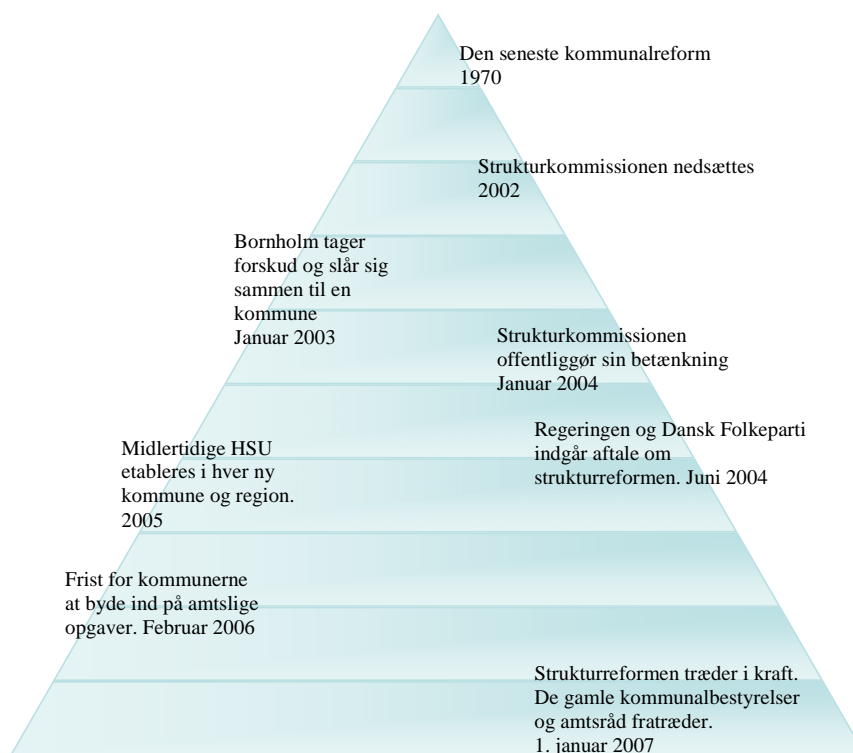 Den seneste kommunalreform
1970
Strukturkommissionen nedsættes
2002
Bornholm tager
forskud og slår sig
sammen til en
kommune
Januar 2003
Strukturkommissionen
offentliggør sin betænkning
Januar 2004
Regeringen og Dansk Folkeparti
indgår aftale om
strukturreformen. Juni 2004
Midlertidige HSU
etableres i hver ny
kommune og region.
2005
Frist for kommunerne
at byde ind på amtslige
opgaver. Februar 2006
Strukturreformen træder i kraft.
De gamle kommunalbestyrelser
og amtsråd fratræder.
1. januar 2007